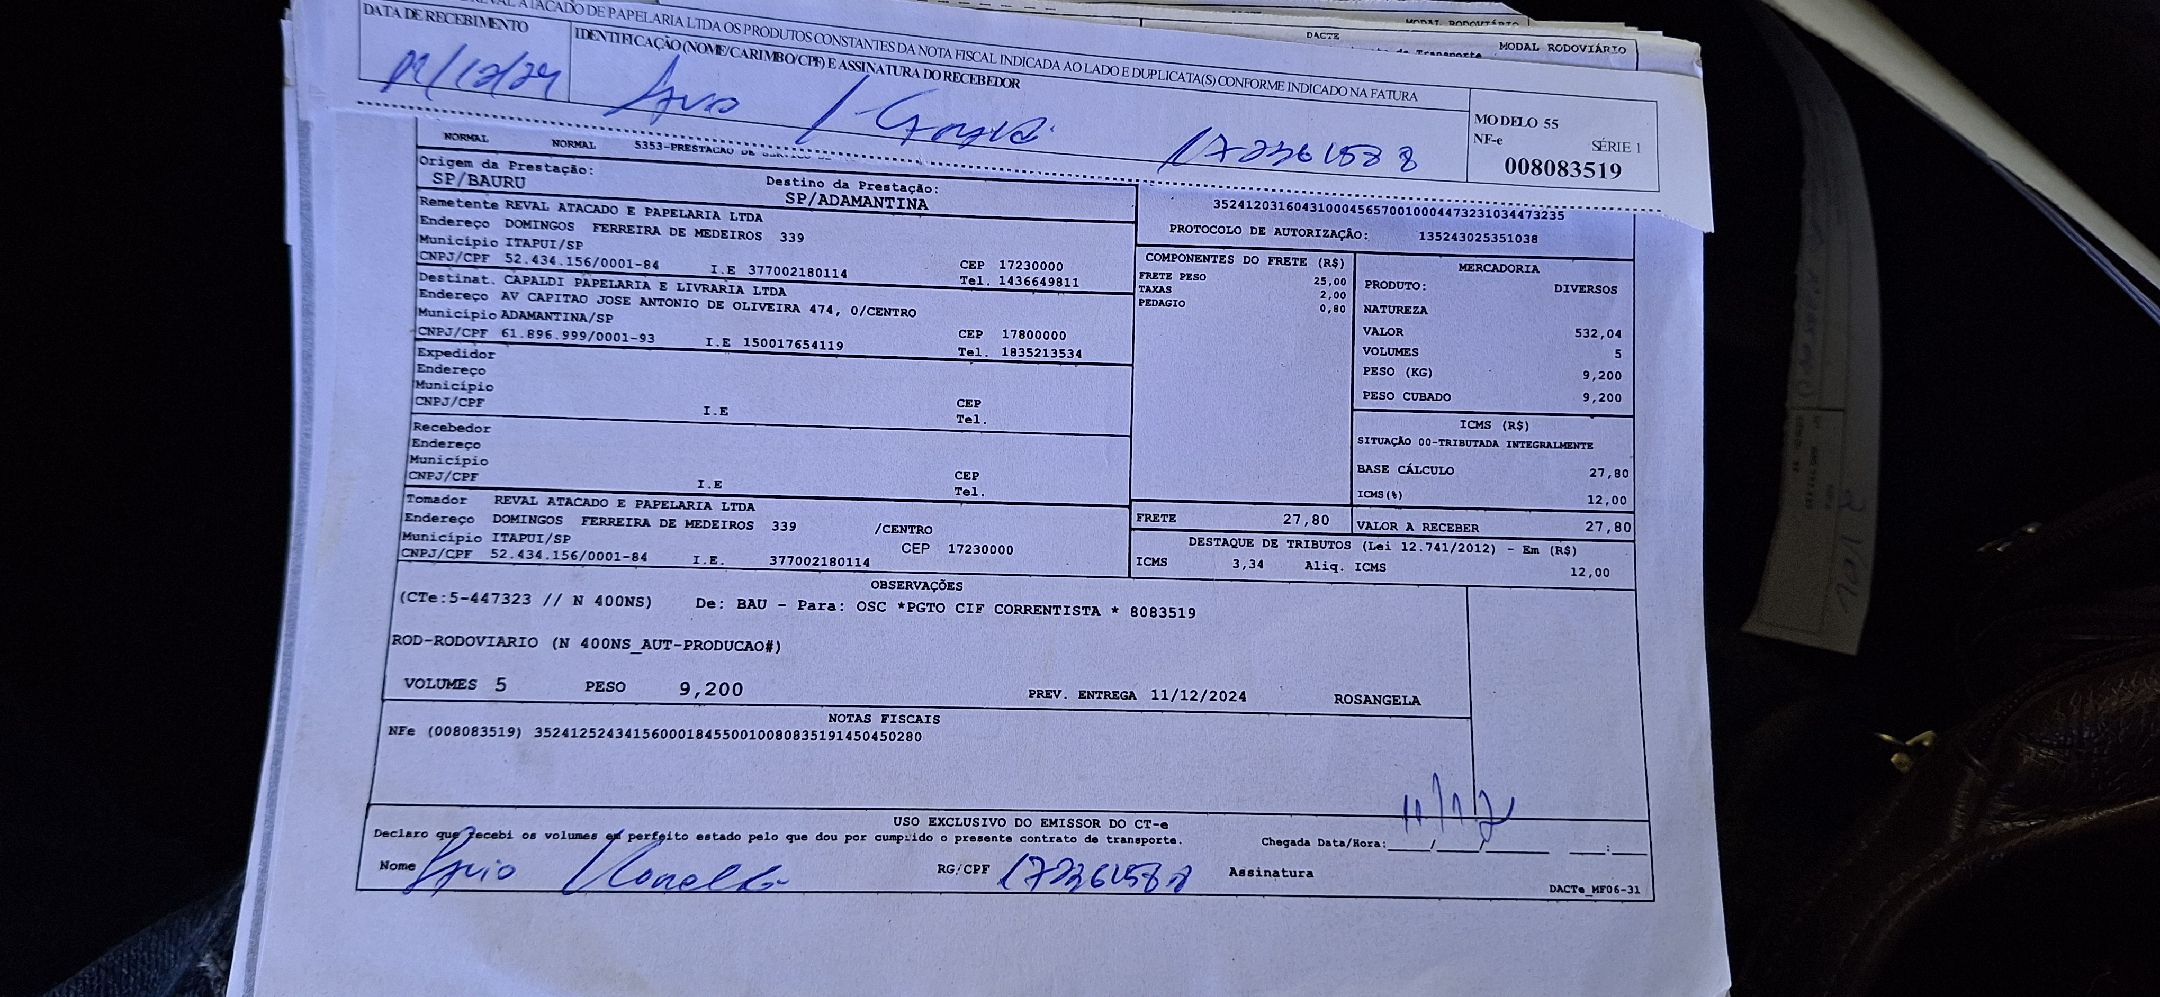 REVAL ATACADO DE PAPELARIA LTDA OS PRODUTOS CONSTANTES DA NOTA FISCAL INDICADA AO LADO E DUPLICATA(S) CONFORME INDICADO NA FATURA
DACTE
MODAL RODOVIÁRIO
DATA DE RECEBIMENTO
IDENTIFICAÇÃO (NOME/CARIMBO/CPF) E ASSINATURA DO RECEBEDOR
MODELO 55
NF-e
SÉRIE 1
008083519
NORMAL NORMAL 5353-PRESTACAO DE
Origem da Prestação:
SP/BAURU
Destino da Prestação:
SP/ADAMANTINA
35241203160431000456570010004473231034473235
PROTOCOLO DE AUTORIZAÇÃO: 135243025351038
Remetente REVAL ATACADO E PAPELARIA LTDA
Endereço DOMINGOS FERREIRA DE MEDEIROS 339
Município ITAPUI/SP
CEP 17230000
CNPJ/CPF 52.434.156/0001-84 I.E 377002180114
Tel. 1436649811
Destinat. CAPALDI PAPELARIA E LIVRARIA LTDA
Endereço AV CAPITAO JOSE ANTONIO DE OLIVEIRA 474, 0/CENTRO
Município ADAMANTINA/SP
CEP 17800000
CNPJ/CPF 61.896.999/0001-93 I.E 150017654119
Tel. 1835213534
Expedidor
Endereço
Município
CEP
CNPJ/CPF I.E
Tel.
Recebedor
Endereço
Município
CEP
CNPJ/CPF I.E
Tel.
Tomador REVAL ATACADO E PAPELARIA LTDA
Endereço DOMINGOS FERREIRA DE MEDEIROS 339 /CENTRO
Município ITAPUI/SP
CEP 17230000
CNPJ/CPF 52.434.156/0001-84 I.E. 377002180114
COMPONENTES DO FRETE (R$)
FRETE PESO 25,00
TAXAS 2,00
PEDAGIO 0,80
MERCADORIA
PRODUTO: DIVERSOS
NATUREZA
VALOR 532,04
VOLUMES 5
PESO (KG) 9,200
PESO CUBADO 9,200
ICMS (R$)
SITUAÇÃO 00-TRIBUTADA INTEGRALMENTE
BASE CÁLCULO 27,80
ICMS(%) 12,00
FRETE 27,80
VALOR A RECEBER 27,80
DESTAQUE DE TRIBUTOS (Lei 12.741/2012) - Em (R$)
ICMS 3,34 Aliq. ICMS 12,00
OBSERVAÇÕES
(CTe:5-447323 // N 400NS) De: BAU - Para: OSC *PGTO CIF CORRENTISTA * 8083519
ROD-RODOVIARIO (N 400NS_AUT-PRODUCAO#)
VOLUMES 5 PESO 9,200 PREV. ENTREGA 11/12/2024 ROSANGELA
NOTAS FISCAIS
NFe (008083519) 35241252434156000184550010080835191450450280
11/12
USO EXCLUSIVO DO EMISSOR DO CT-e
Declaro que recebi os volumes em perfeito estado pelo que dou por cumprido o presente contrato de transporte.
Chegada Data/Hora:____/____/______ ___:___
Nome
RG/CPF
Assinatura
DACTe_MF06-31